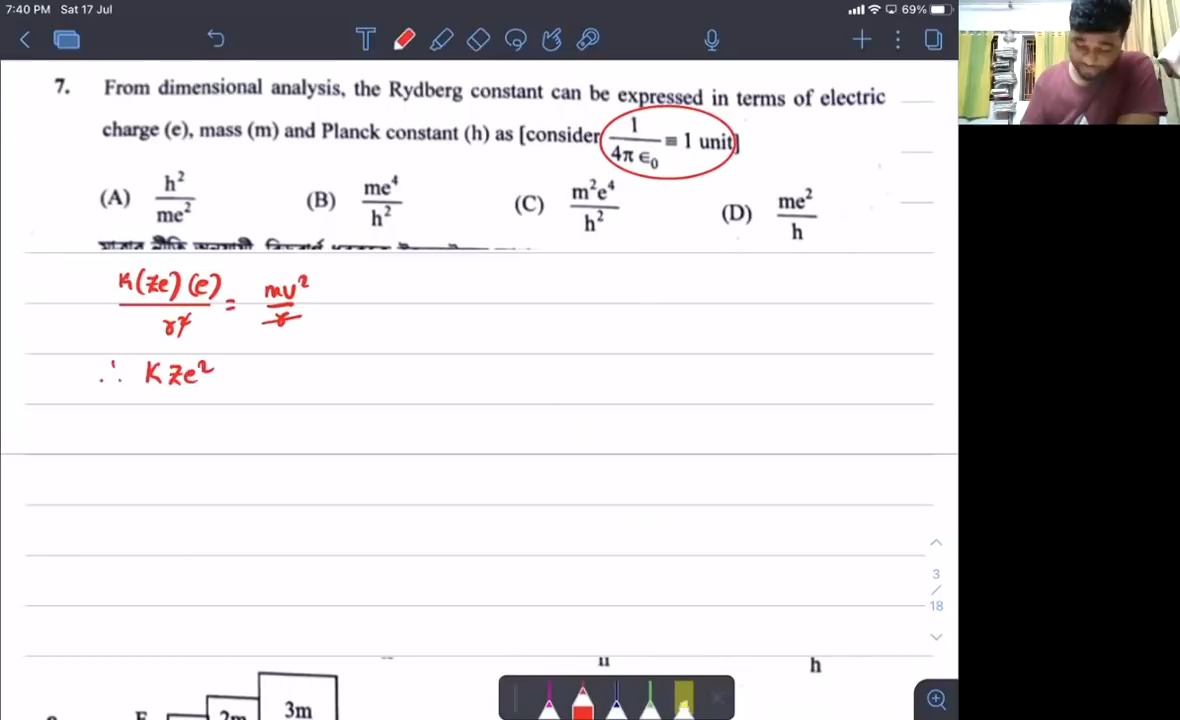 7:40 PM Sat 17 Jul 69%
7. From dimensional analysis, the Rydberg constant can be expressed in terms of electric
charge (e), mass (m) and Planck constant (h) as [consider 1/4π ∈₀ ≡ 1 unit]
(A) h²/me² (B) me⁴/h² (C) m²e⁴/h² (D) me²/h
K(Ze)(e)/r² = mv²/r
∴ KZe²
3
/
18
h
3m
2m
F